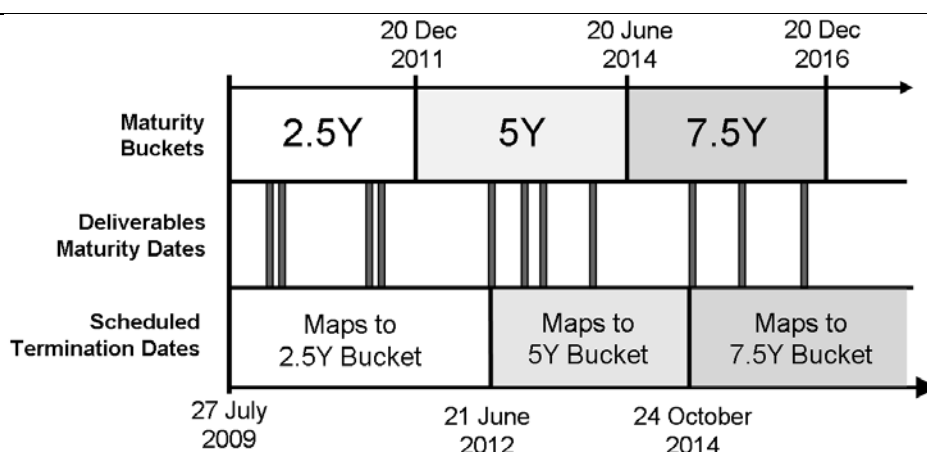 20 Dec
2011
20 June
2014
20 Dec
2016
Maturity
Buckets
2.5Y
5Y
7.5Y
Deliverables
Maturity Dates
Scheduled
Termination Dates
Maps to
2.5Y Bucket
Maps to
5Y Bucket
Maps to
7.5Y Bucket
27 July
2009
21 June
2012
24 October
2014